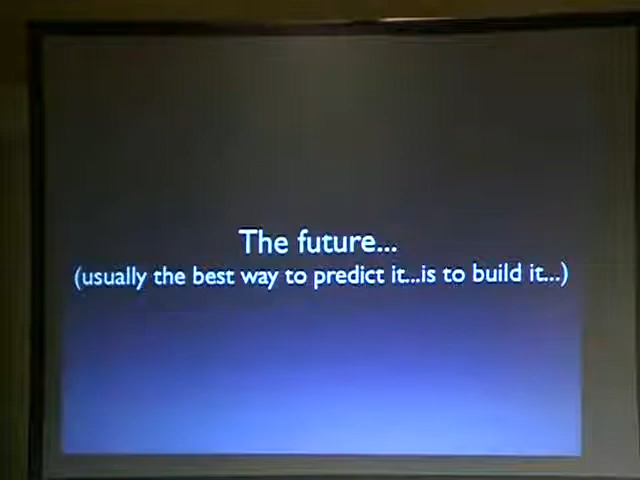 The future...
(usually the best way to predict it...is to build it...)